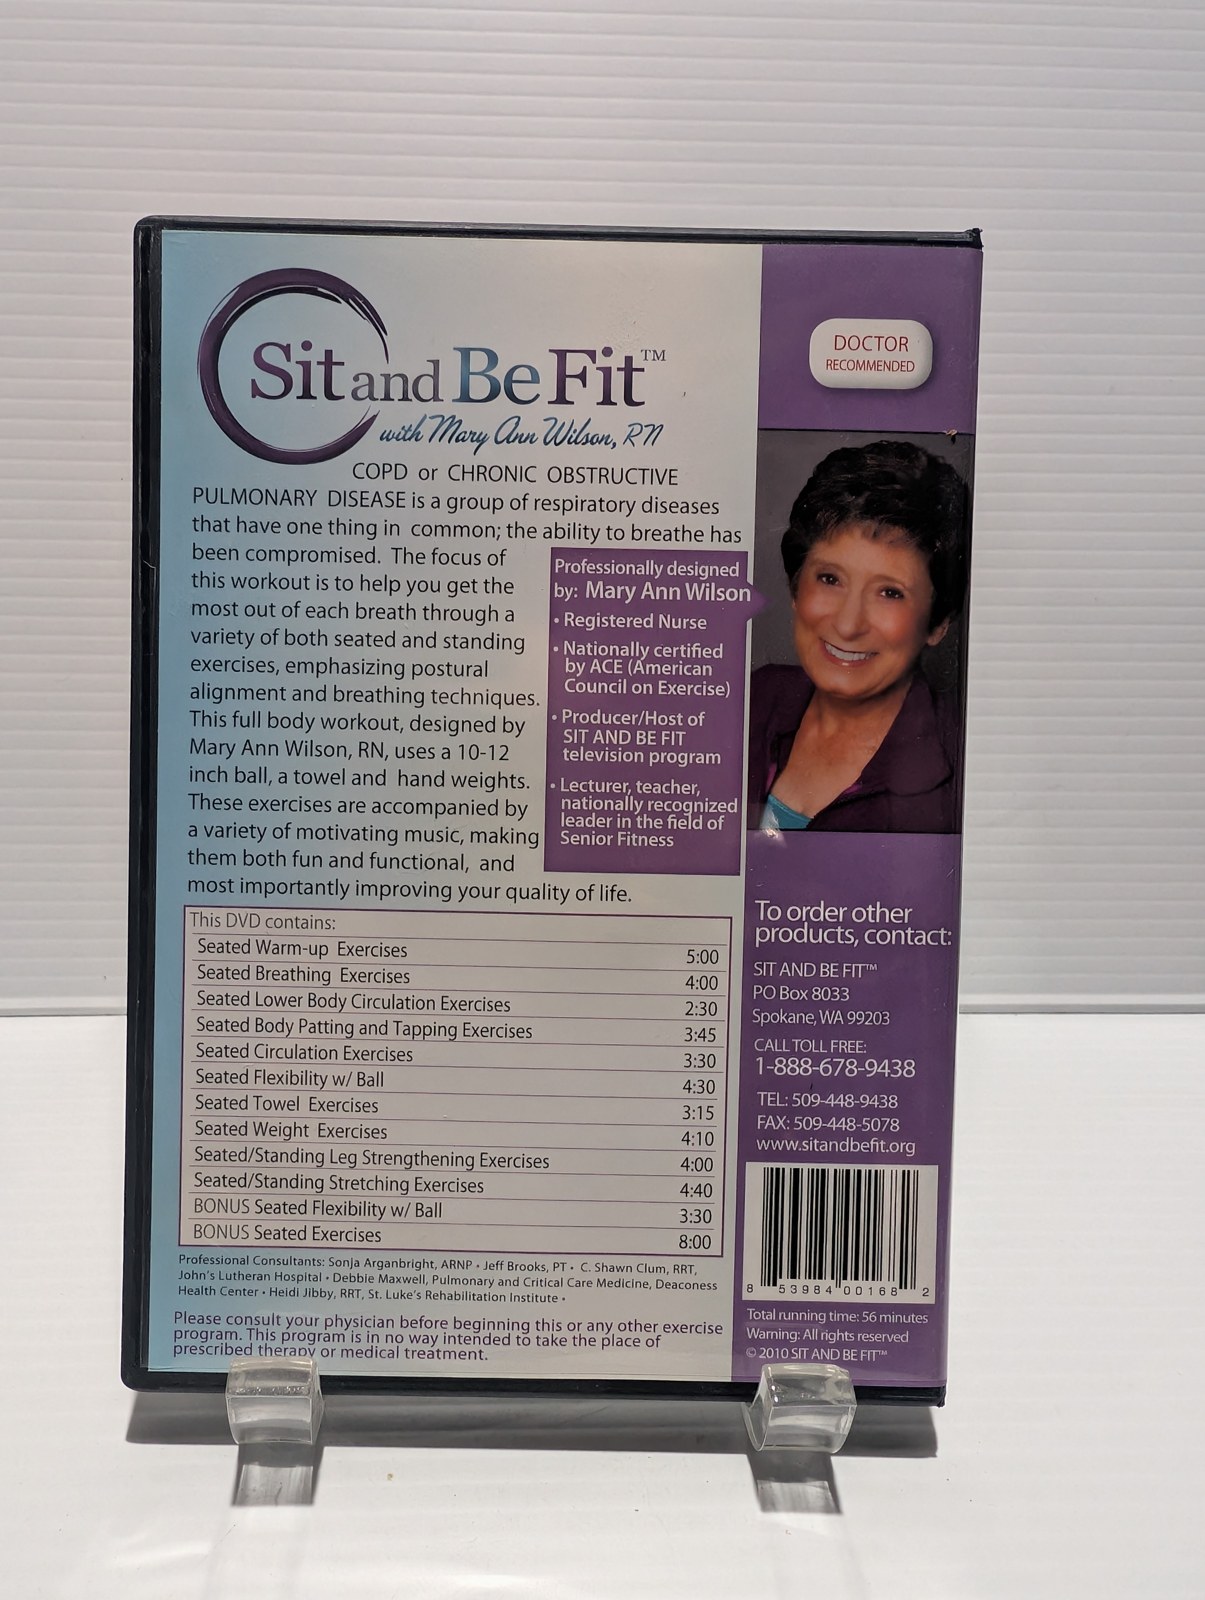 Sit and Be Fit™
with Mary Ann Wilson, RN
COPD or CHRONIC OBSTRUCTIVE
PULMONARY DISEASE is a group of respiratory diseases
that have one thing in common; the ability to breathe has
been compromised. The focus of
this workout is to help you get the
most out of each breath through a
variety of both seated and standing
exercises, emphasizing postural
alignment and breathing techniques.
This full body workout, designed by
Mary Ann Wilson, RN, uses a 10-12
inch ball, a towel and hand weights.
These exercises are accompanied by
a variety of motivating music, making
them both fun and functional, and
most importantly improving your quality of life.
Professionally designed
by: Mary Ann Wilson
• Registered Nurse
• Nationally certified
by ACE (American
Council on Exercise)
• Producer/Host of
SIT AND BE FIT
television program
• Lecturer, teacher,
nationally recognized
leader in the field of
Senior Fitness
This DVD contains:
Seated Warm-up Exercises 5:00
Seated Breathing Exercises 4:00
Seated Lower Body Circulation Exercises 2:30
Seated Body Patting and Tapping Exercises 3:45
Seated Circulation Exercises 3:30
Seated Flexibility w/ Ball 4:30
Seated Towel Exercises 3:15
Seated Weight Exercises 4:10
Seated/Standing Leg Strengthening Exercises 4:00
Seated/Standing Stretching Exercises 4:40
BONUS Seated Flexibility w/ Ball 3:30
BONUS Seated Exercises 8:00
Professional Consultants: Sonja Arganbright, ARNP • Jeff Brooks, PT • C. Shawn Clum, RRT,
John's Lutheran Hospital • Debbie Maxwell, Pulmonary and Critical Care Medicine, Deaconess
Health Center • Heidi Jibby, RRT, St. Luke's Rehabilitation Institute •
Please consult your physician before beginning this or any other exercise
program. This program is in no way intended to take the place of
prescribed therapy or medical treatment.
DOCTOR
RECOMMENDED
To order other
products, contact:
SIT AND BE FIT™
PO Box 8033
Spokane, WA 99203
CALL TOLL FREE:
1-888-678-9438
TEL: 509-448-9438
FAX: 509-448-5078
www.sitandbefit.org
8 53984 00168 2
Total running time: 56 minutes
Warning: All rights reserved
© 2010 SIT AND BE FIT™